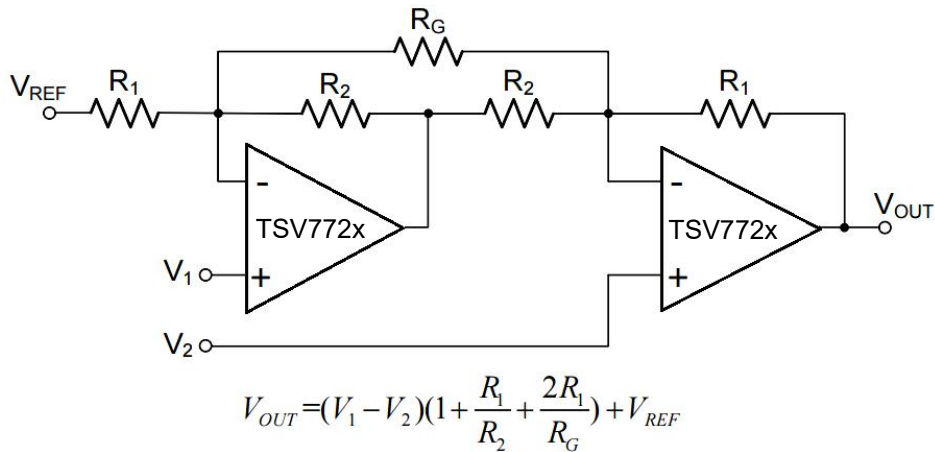 R_G
V_REF R_1 R_2 R_2 R_1
- -
TSV772x TSV772x V_OUT
V_1 + +
V_2
V_OUT=(V_1 − V_2)(1 + R_1/R_2 + 2R_1/R_G) + V_REF